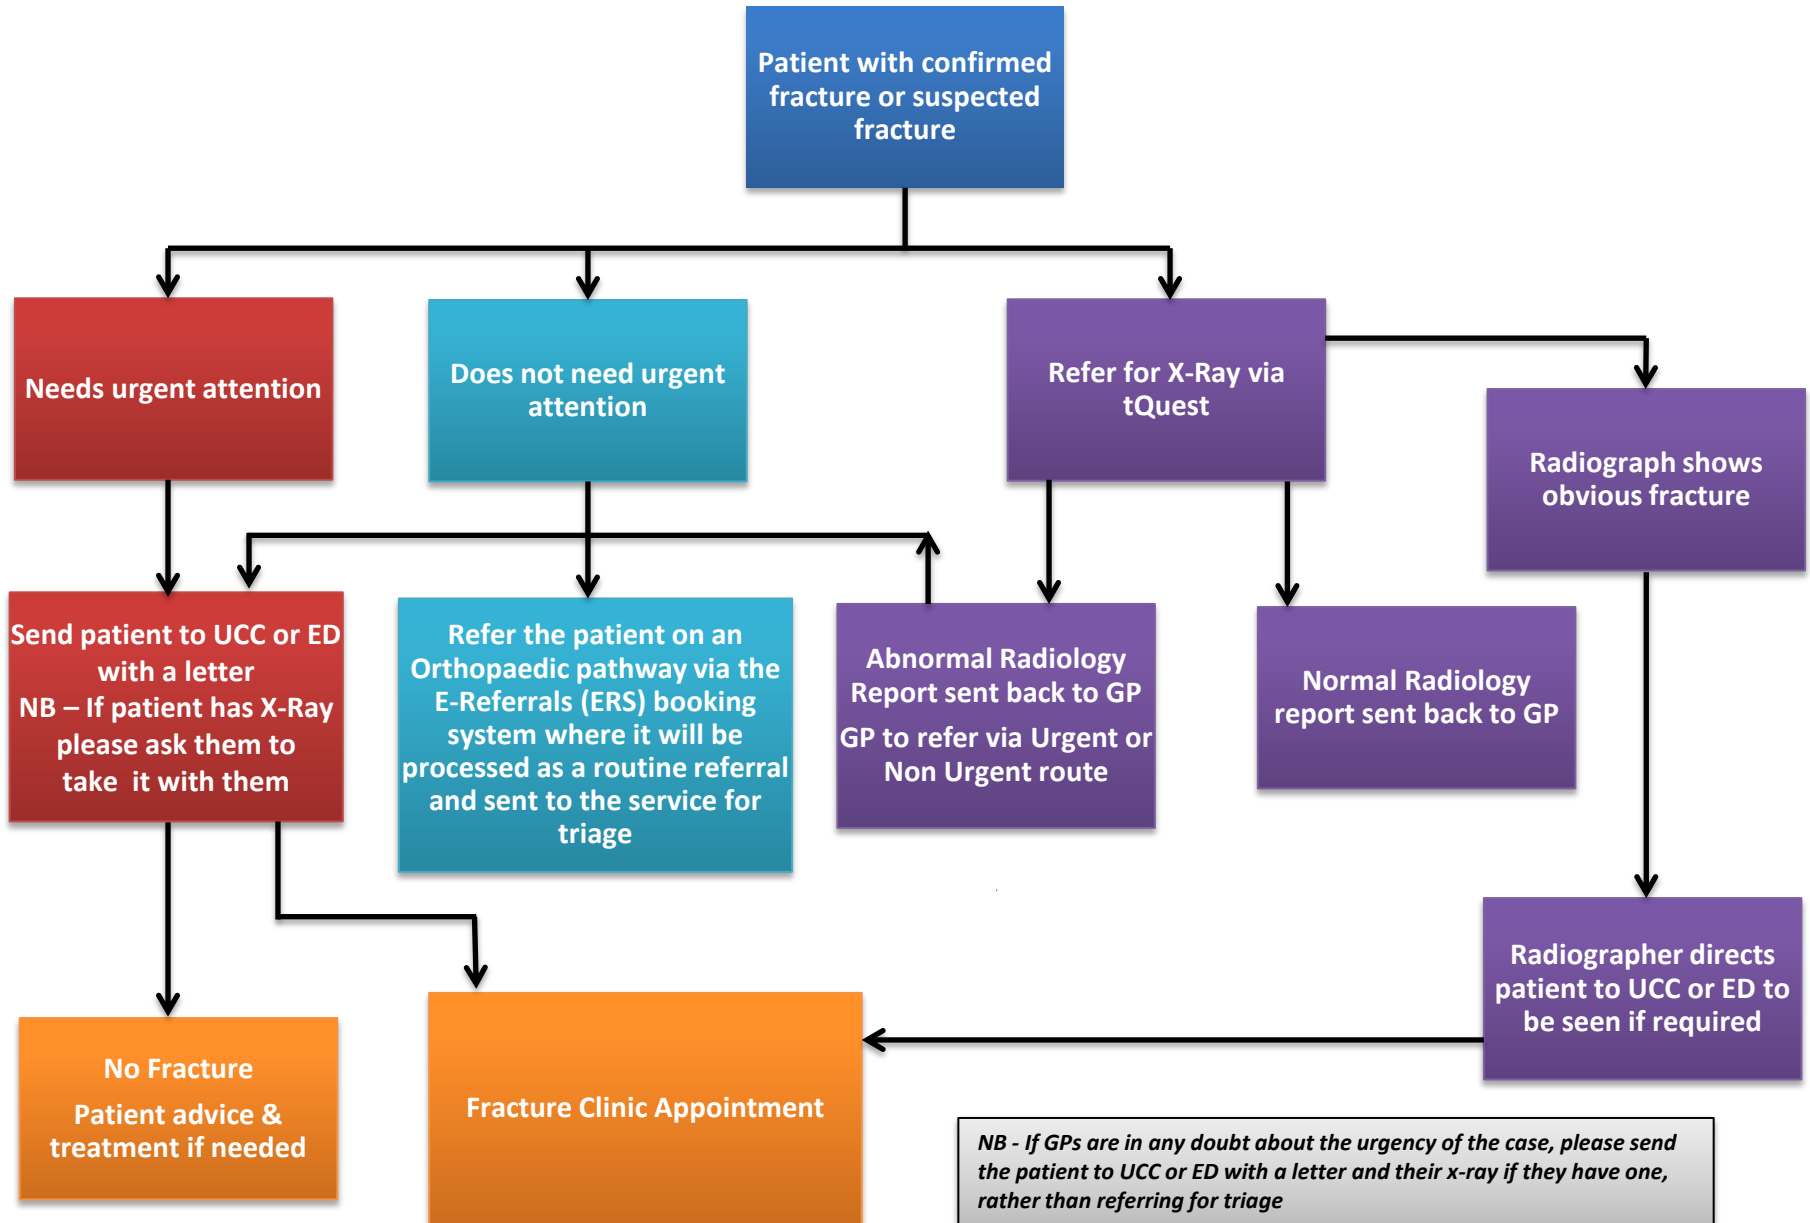 Patient with confirmed
fracture or suspected
fracture
Needs urgent attention
Does not need urgent
attention
Refer for X-Ray via
tQuest
Radiograph shows
obvious fracture
Send patient to UCC or ED
with a letter
NB – If patient has X-Ray
please ask them to
take  it with them
Refer the patient on an
Orthopaedic pathway via the
E-Referrals (ERS) booking
system where it will be
processed as a routine referral
and sent to the service for
triage
Abnormal Radiology
Report sent back to GP
GP to refer via Urgent or
Non Urgent route
Normal Radiology
report sent back to GP
Radiographer directs
patient to UCC or ED to
be seen if required
No Fracture
Patient advice &
treatment if needed
Fracture Clinic Appointment
NB - If GPs are in any doubt about the urgency of the case, please send
the patient to UCC or ED with a letter and their x-ray if they have one,
rather than referring for triage